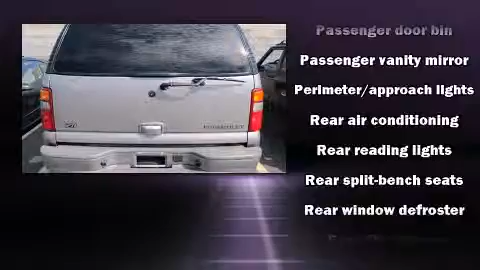 Passenger door bin
Passenger vanity mirror
Perimeter/approach lights
Rear air conditioning
Rear reading lights
Rear split-bench seats
Rear window defroster
CHEVROLET